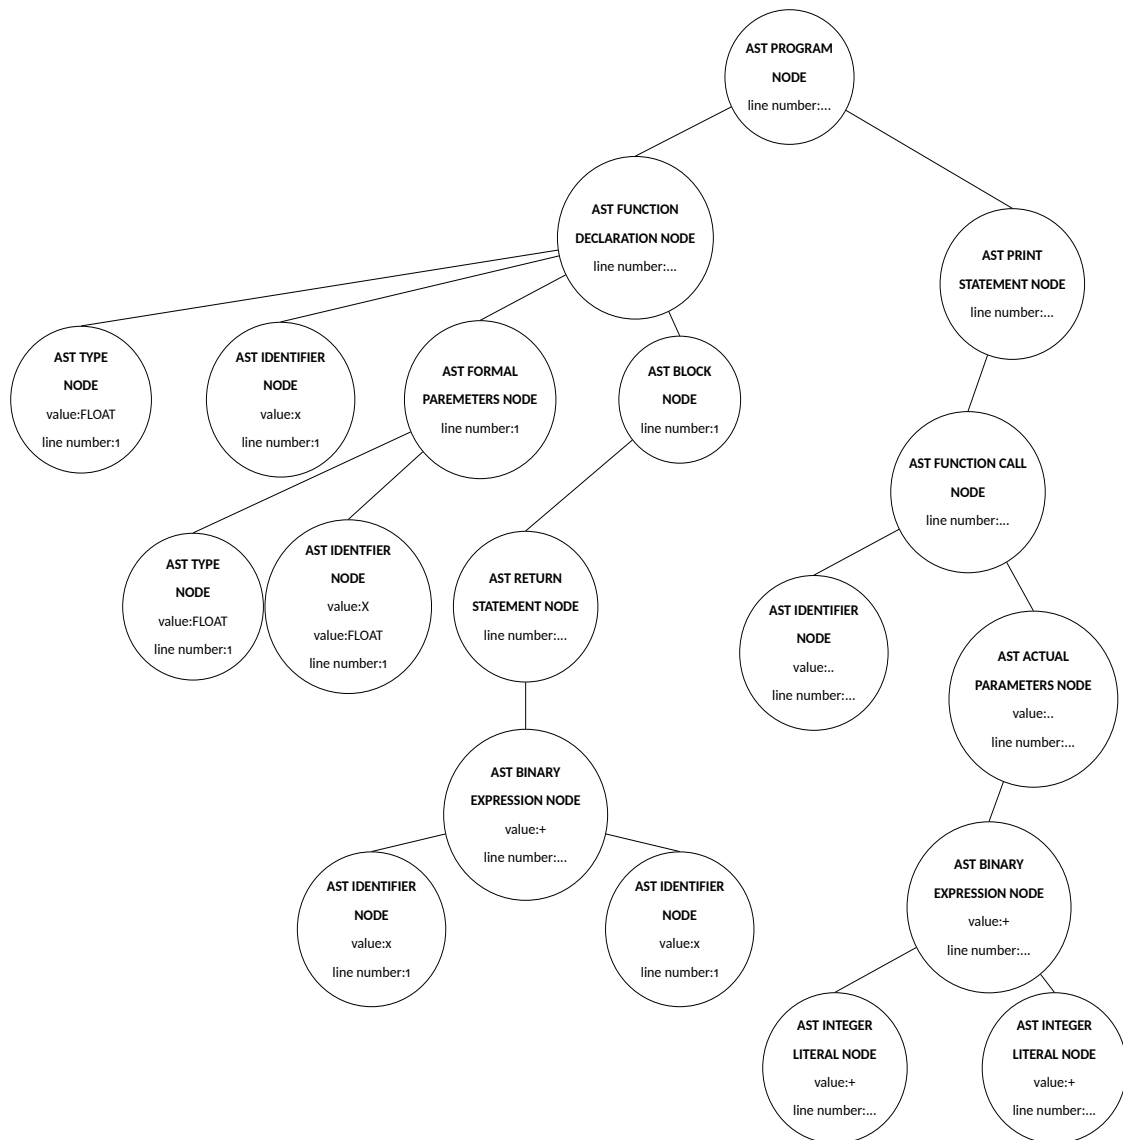 AST PROGRAM
NODE
line number:...
AST FUNCTION
DECLARATION NODE
line number:...
AST PRINT
STATEMENT NODE
line number:...
AST TYPE
NODE
value:FLOAT
line number:1
AST IDENTIFIER
NODE
value:x
line number:1
AST FORMAL
PAREMETERS NODE
line number:1
AST BLOCK
NODE
line number:1
AST FUNCTION CALL
NODE
line number:...
AST TYPE
NODE
value:FLOAT
line number:1
AST IDENTFIER
NODE
value:X
value:FLOAT
line number:1
AST RETURN
STATEMENT NODE
line number:...
AST IDENTIFIER
NODE
value:..
line number:...
AST ACTUAL
PARAMETERS NODE
value:..
line number:...
AST BINARY
EXPRESSION NODE
value:+
line number:...
AST IDENTIFIER
NODE
value:x
line number:1
AST IDENTIFIER
NODE
value:x
line number:1
AST BINARY
EXPRESSION NODE
value:+
line number:...
AST INTEGER
LITERAL NODE
value:+
line number:...
AST INTEGER
LITERAL NODE
value:+
line number:...